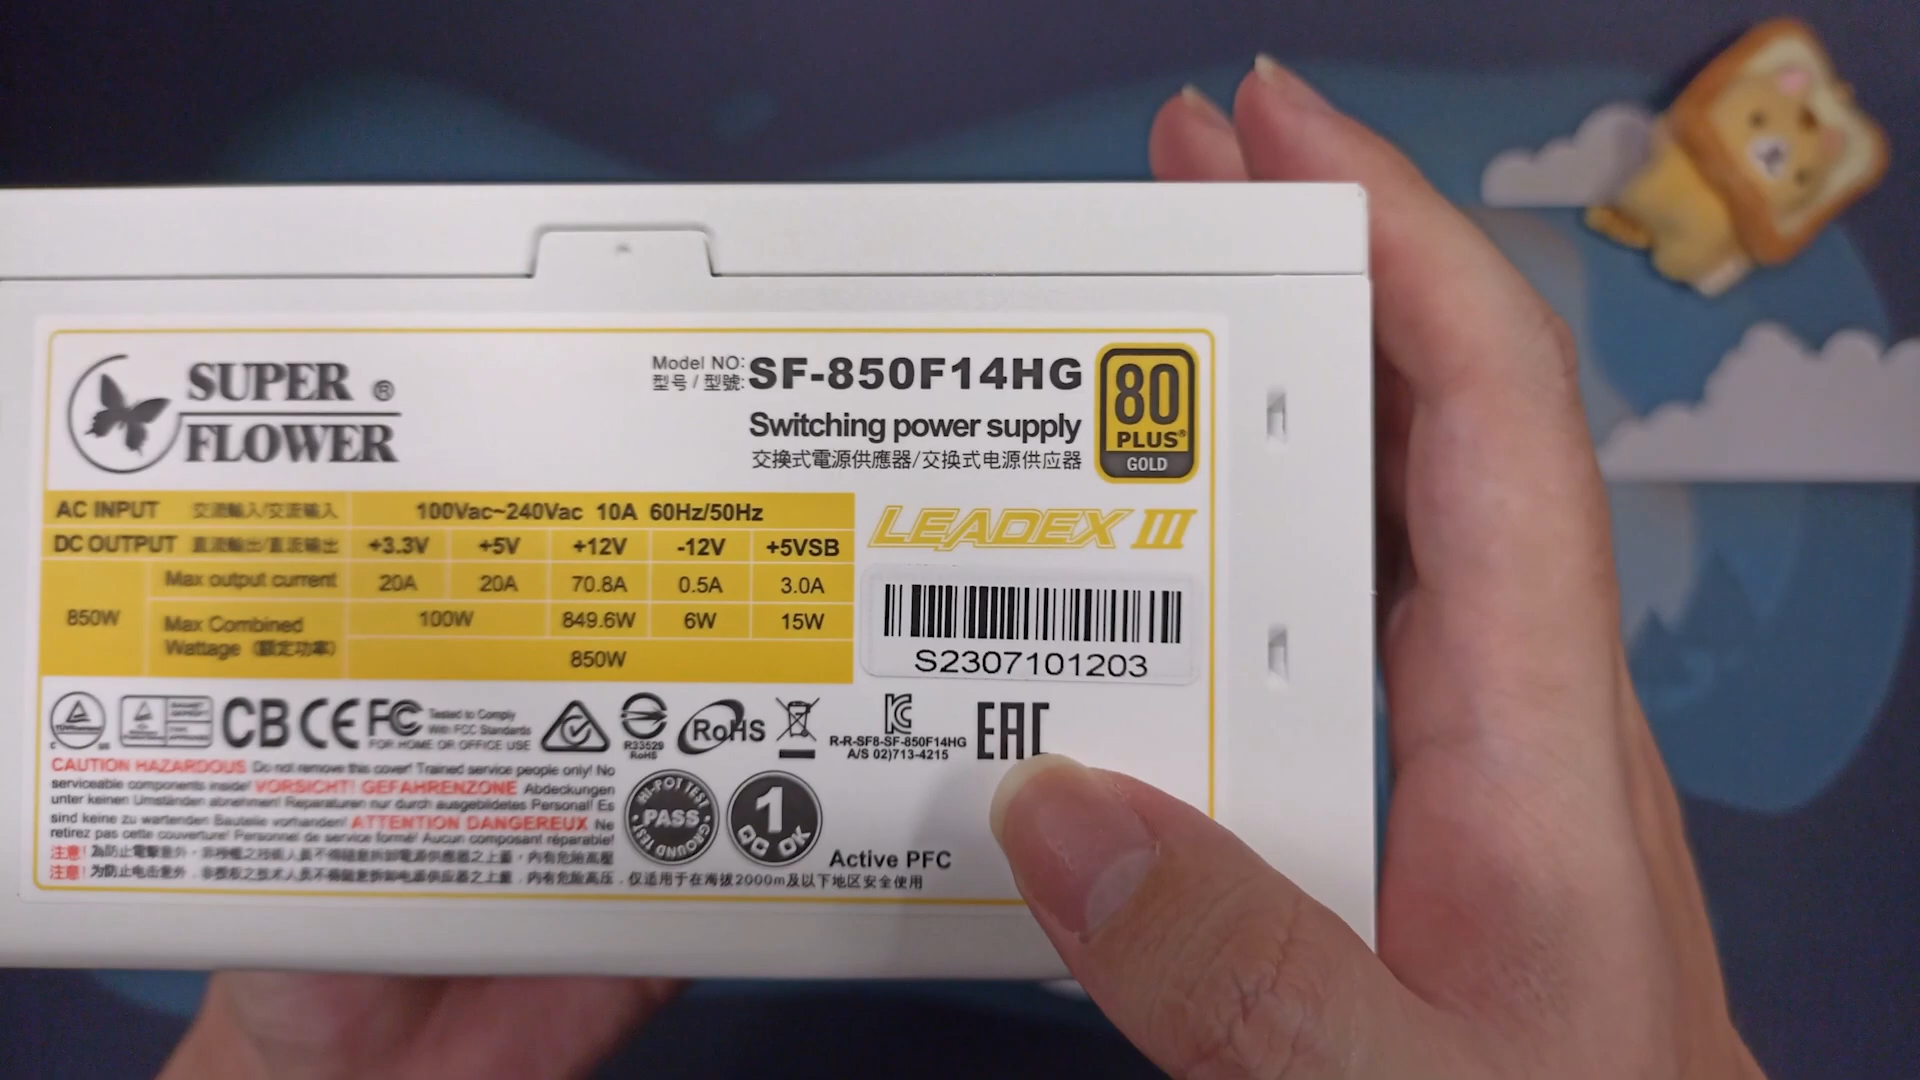 SUPER ®
FLOWER
Model NO:
型号 / 型號:
SF-850F14HG
Switching power supply
交換式電源供應器/交换式电源供应器
80
PLUS®
GOLD
AC INPUT 交流輸入/交流输入 100Vac~240Vac 10A 60Hz/50Hz
DC OUTPUT 直流輸出/直流输出 +3.3V +5V +12V -12V +5VSB
850W
Max output current 20A 20A 70.8A 0.5A 3.0A
Max Combined
Wattage (額定功率)
100W 849.6W 6W 15W
850W
LEADEX III
S2307101203
CB CE FC Tested to Comply
With FCC Standards
FOR HOME OR OFFICE USE
R33529
RoHS
RoHS
R-R-SF8-SF-850F14HG
A/S 02)713-4215
EAC
CAUTION HAZARDOUS Do not remove this cover! Trained service people only! No
serviceable components inside! VORSICHT! GEFAHRENZONE Abdeckungen
unter keinen Umständen abnehmen! Reparaturen nur durch ausgebildetes Personal! Es
sind keine zu wartenden Bauteile vorhanden! ATTENTION DANGEREUX Ne
retirez pas cette couverture! Personnel de service formé! Aucun composant réparable!
注意! 為防止電擊意外，非授權之技術人員不得隨意拆卸電源供應器之上蓋，內有危險高壓
注意! 为防止电击意外，非授权之技术人员不得随意拆卸电源供应器之上盖，内有危险高压，仅适用于在海拔2000m及以下地区安全使用
HI-POT TEST
PASS
GROUND TEST
1
QC OK
Active PFC